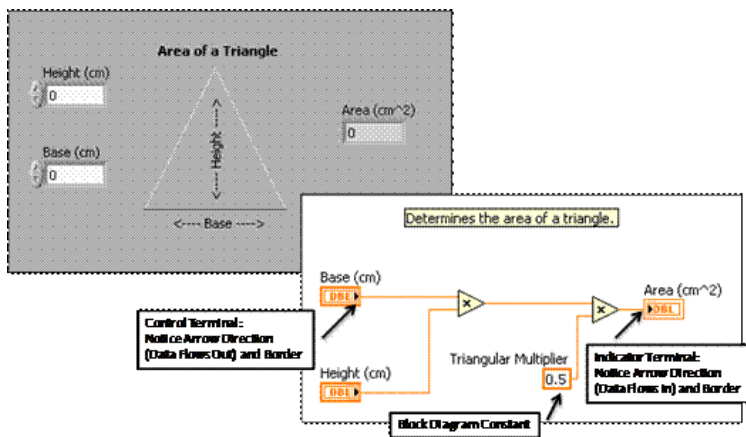 Area of a Triangle
Height (cm)
0
Base (cm)
0
<---- Height ---->
<---- Base ---->
Area (cm^2)
0
Determines the area of a triangle.
Base (cm)
DBL
Control Terminal:
Notice Arrow Direction
(Data Flows Out) and Border
Height (cm)
DBL
×
×
Area (cm^2)
DBL
Triangular Multiplier
0.5
Indicator Terminal:
Notice Arrow Direction
(Data Flows In) and Border
Block Diagram Constant